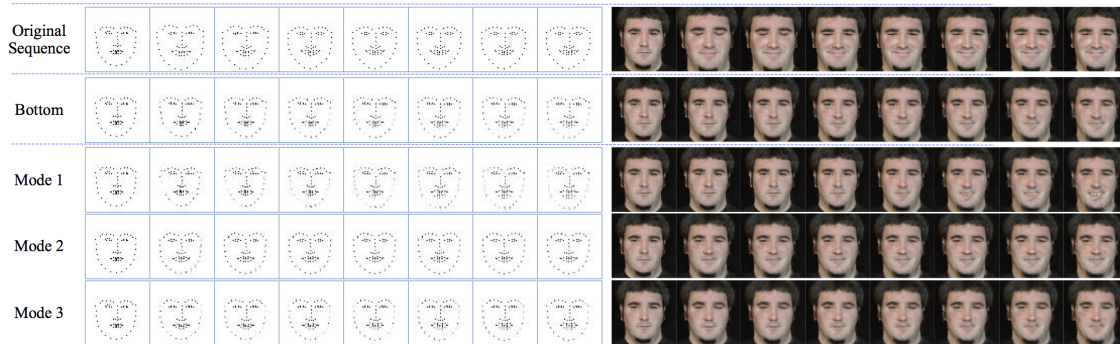 Original
Sequence
Bottom
Mode 1
Mode 2
Mode 3